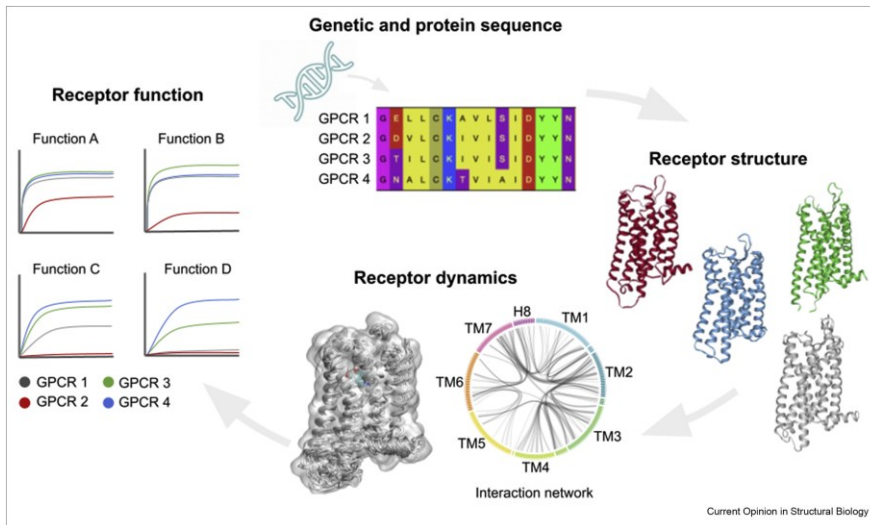 Genetic and protein sequence
GPCR 1 G E L L C K A V L S I D Y Y N
GPCR 2 G D V L C K I V I S I D Y Y N
GPCR 3 G T I L C K I V I S I D Y Y N
GPCR 4 G N A L C K T V I A I D Y Y N
Receptor structure
Receptor dynamics
H8
TM1
TM2
TM3
TM4
TM5
TM6
TM7
Interaction network
Receptor function
Function A
Function B
Function C
Function D
GPCR 1
GPCR 3
GPCR 2
GPCR 4
Current Opinion in Structural Biology